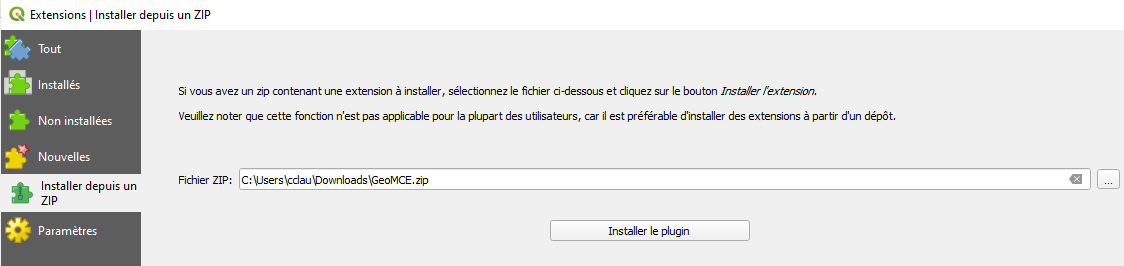 Extensions | Installer depuis un ZIP
Tout
Installés
Non installées
Nouvelles
Installer depuis un
ZIP
Paramètres
Si vous avez un zip contenant une extension à installer, sélectionnez le fichier ci-dessous et cliquez sur le bouton Installer l'extension.
Veuillez noter que cette fonction n'est pas applicable pour la plupart des utilisateurs, car il est préférable d'installer des extensions à partir d'un dépôt.
Fichier ZIP: C:\Users\cclau\Downloads\GeoMCE.zip ...
Installer le plugin